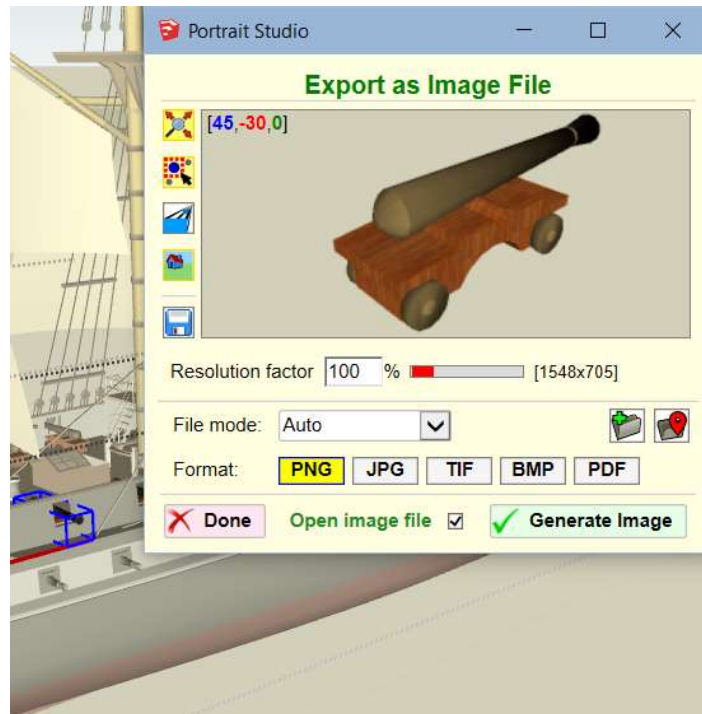 Portrait Studio
Export as Image File
[45,-30,0]
Resolution factor 100 % [1548x705]
File mode: Auto
Format: PNG JPG TIF BMP PDF
Done Open image file Generate Image